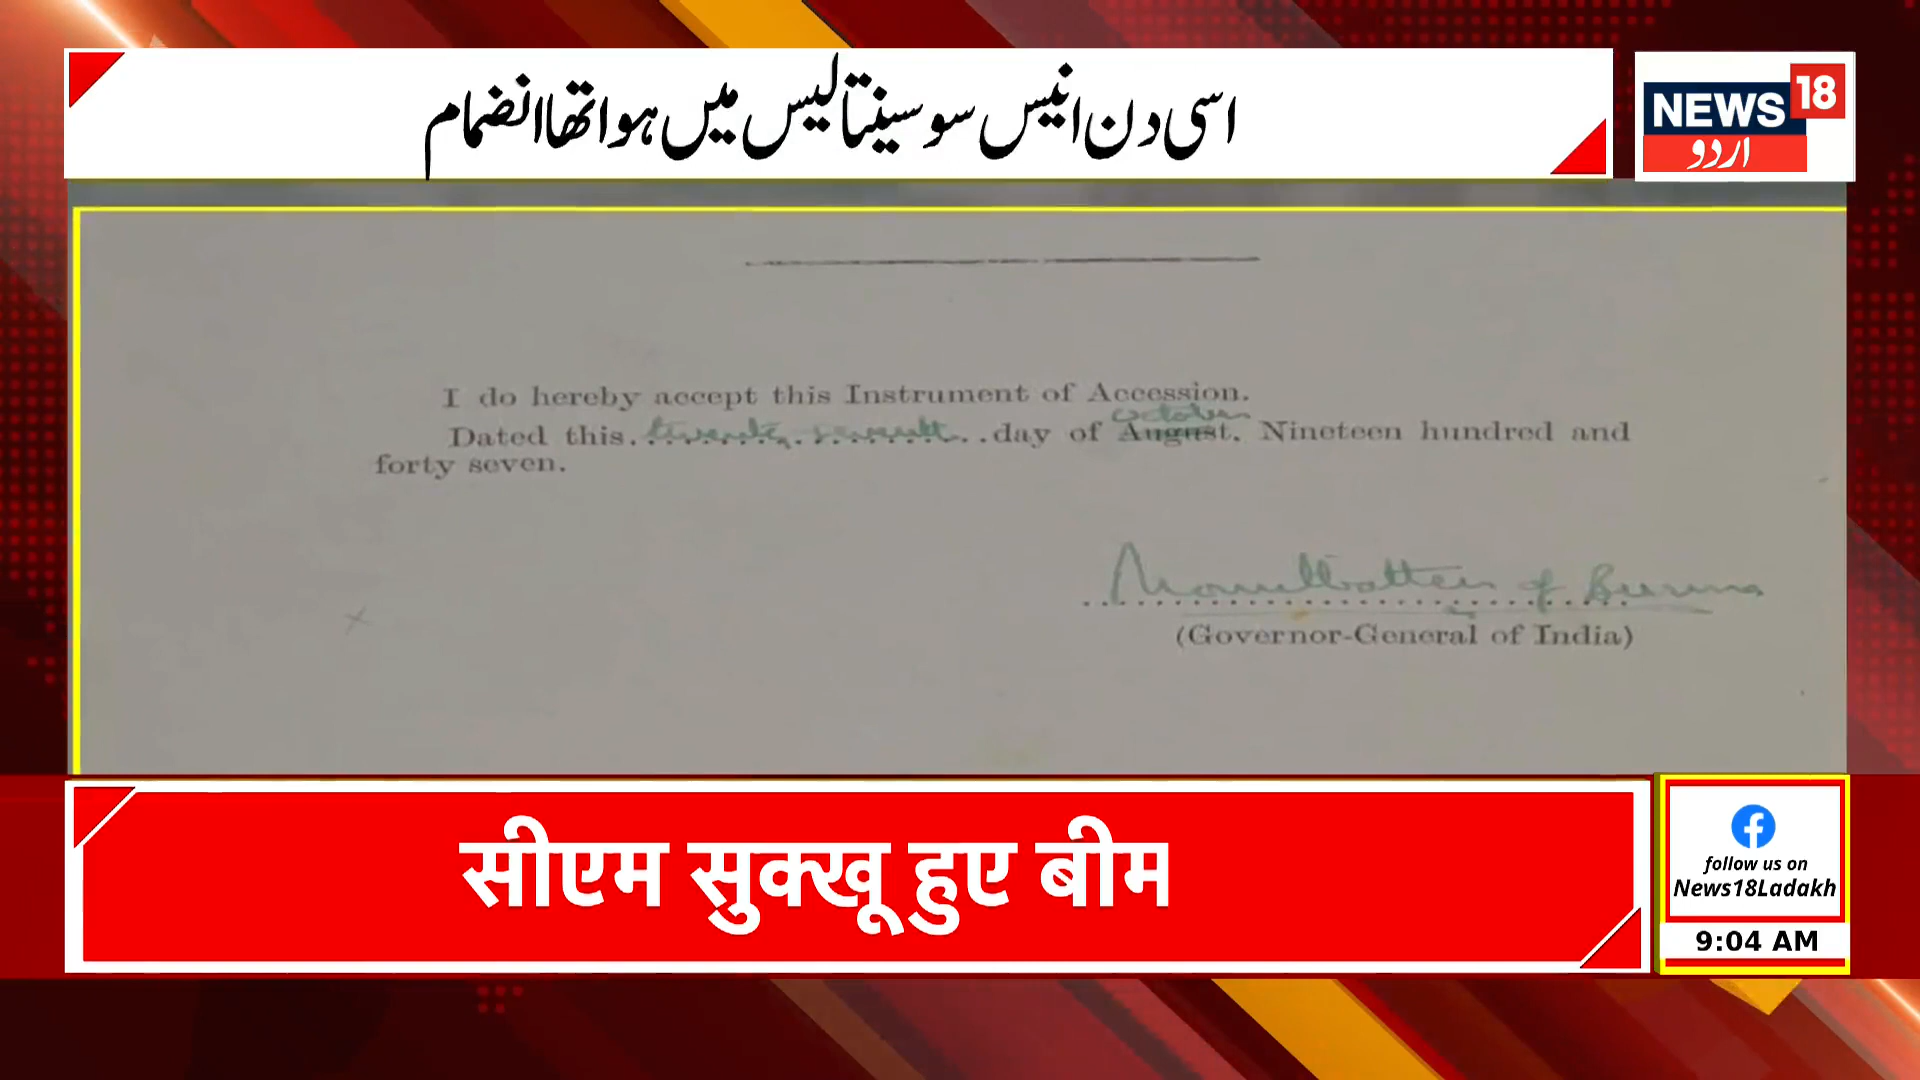 اسی دن انیس سو سینتالیس میں ہوا تھا انضمام
NEWS 18
اردو
I do hereby accept this Instrument of Accession.
october
Dated this twenty seventh day of August, Nineteen hundred and
forty seven.
Mountbatten of Burma
(Governor-General of India)
सीएम सुक्खू हुए बीम
follow us on
News18Ladakh
9:04 AM